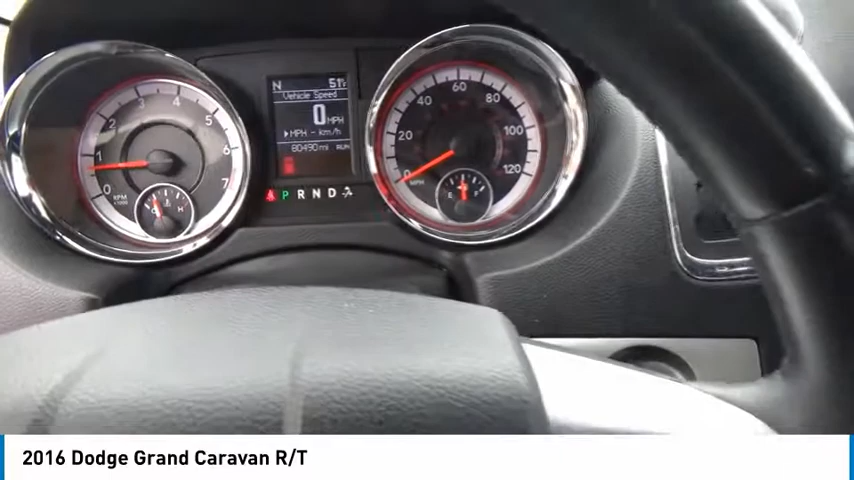 N 51°F
Vehicle Speed
0 MPH
▸MPH - km/h
80490 mi RUN
P R N D
0 1 2 3 4 5 6 7
RPM
C H
0 20 40 60 80 100 120
MPH
E F
2016 Dodge Grand Caravan R/T